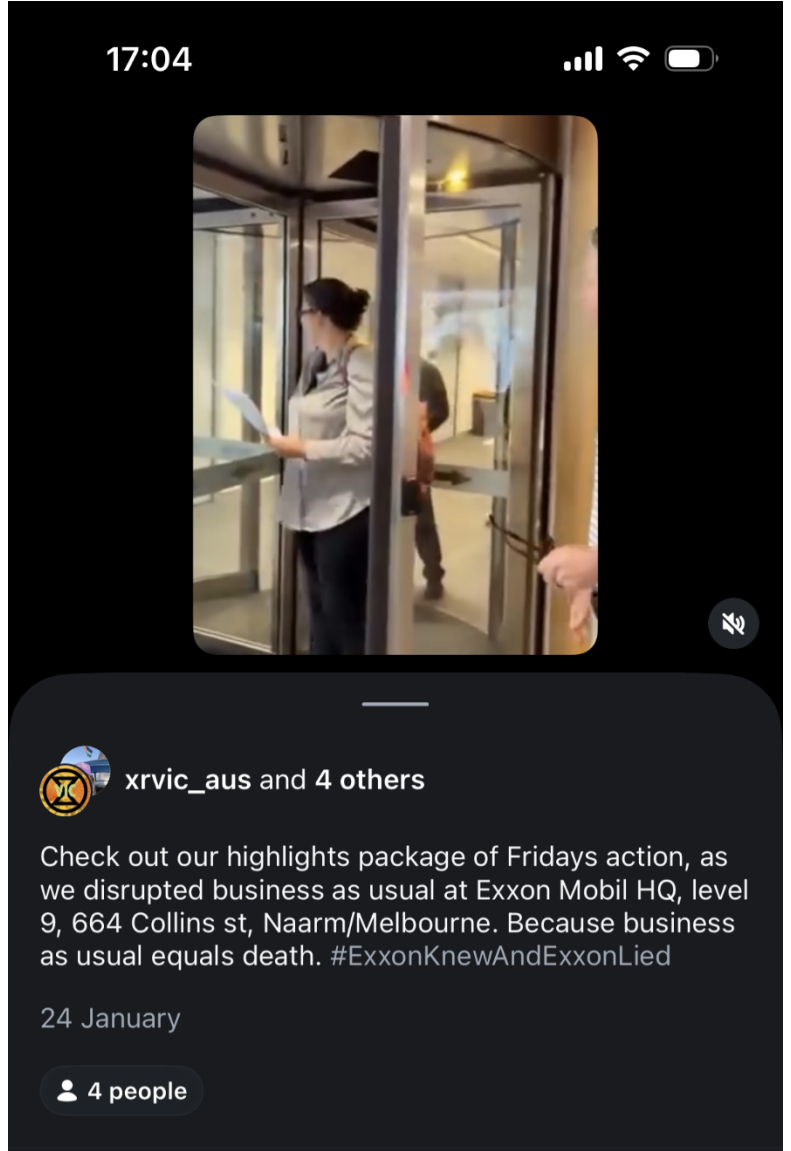 17:04
xrvic_aus and 4 others
VIC
Check out our highlights package of Fridays action, as
we disrupted business as usual at Exxon Mobil HQ, level
9, 664 Collins st, Naarm/Melbourne. Because business
as usual equals death. #ExxonKnewAndExxonLied
24 January
4 people